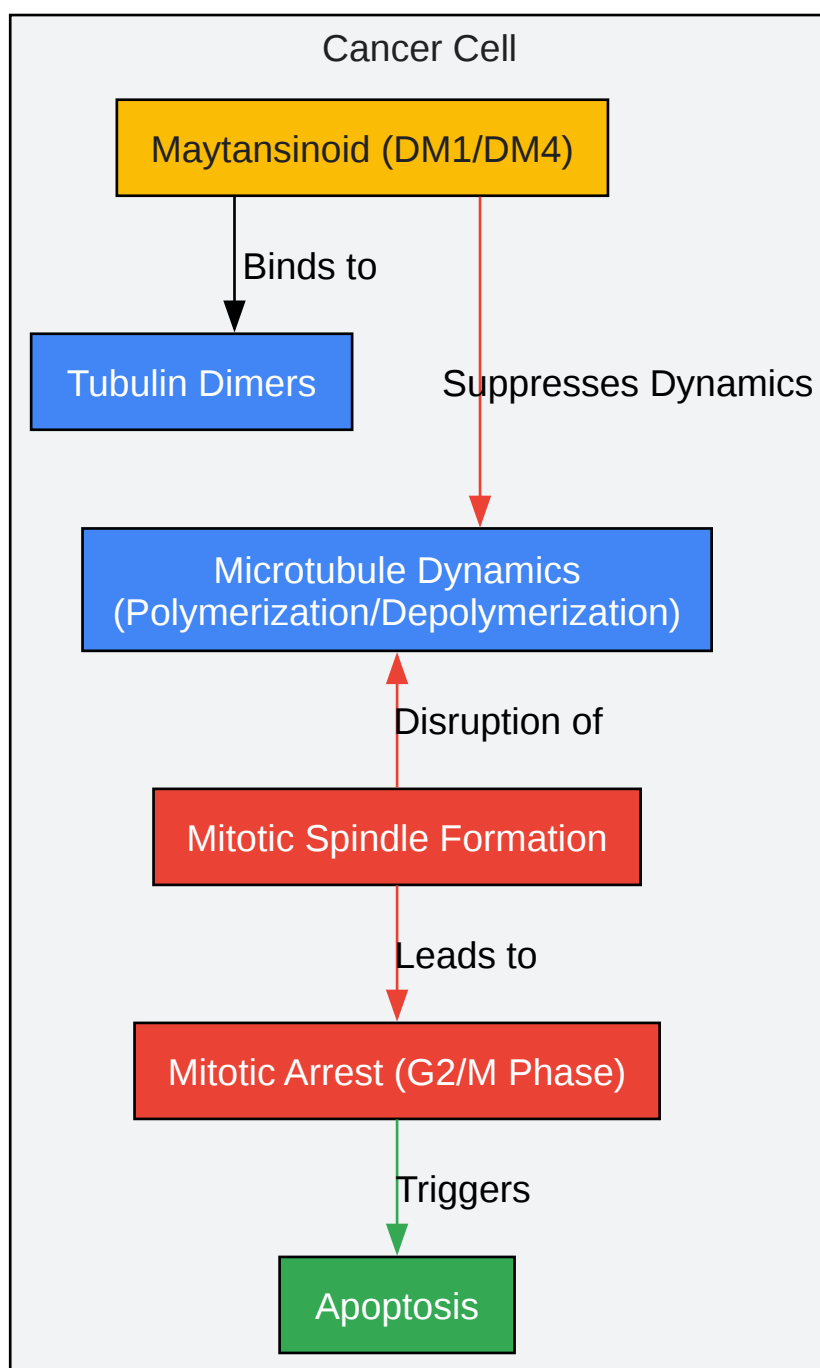 Cancer Cell
Maytansinoid (DM1/DM4)
Binds to
Tubulin Dimers
Suppresses Dynamics
Microtubule Dynamics
(Polymerization/Depolymerization)
Disruption of
Mitotic Spindle Formation
Leads to
Mitotic Arrest (G2/M Phase)
Triggers
Apoptosis